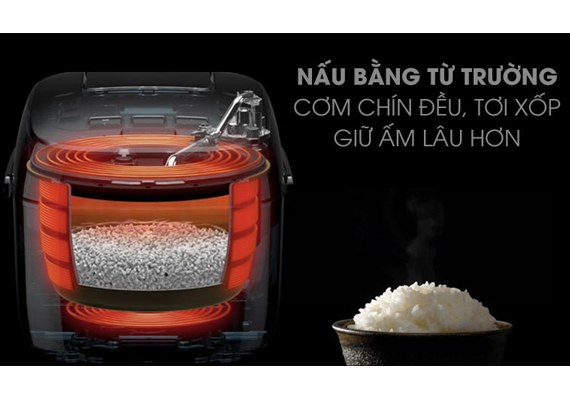 NẤU BẰNG TỪ TRƯỜNG
CƠM CHÍN ĐỀU, TƠI XỐP
GIỮ ẤM LÂU HƠN